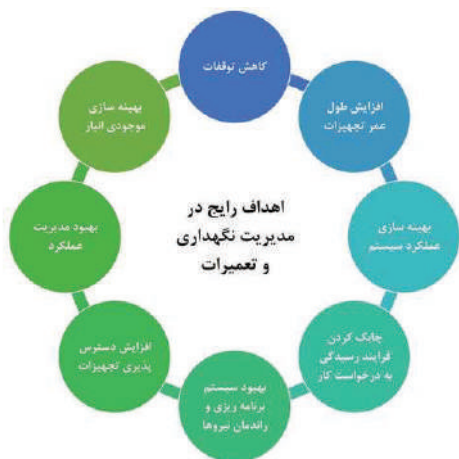 کاهش توقفات
افزایش طول
عمر تجهیزات
بهینه سازی
عملکرد سیستم
چابک کردن
فرایند رسیدگی
به درخواست کار
بهبود سیستم
برنامه ریزی و
راندمان نیروها
افزایش دسترس
پذیری تجهیزات
بهبود مدیریت
عملکرد
بهینه سازی
موجودی انبار
اهداف رایج در
مدیریت نگهداری
و تعمیرات